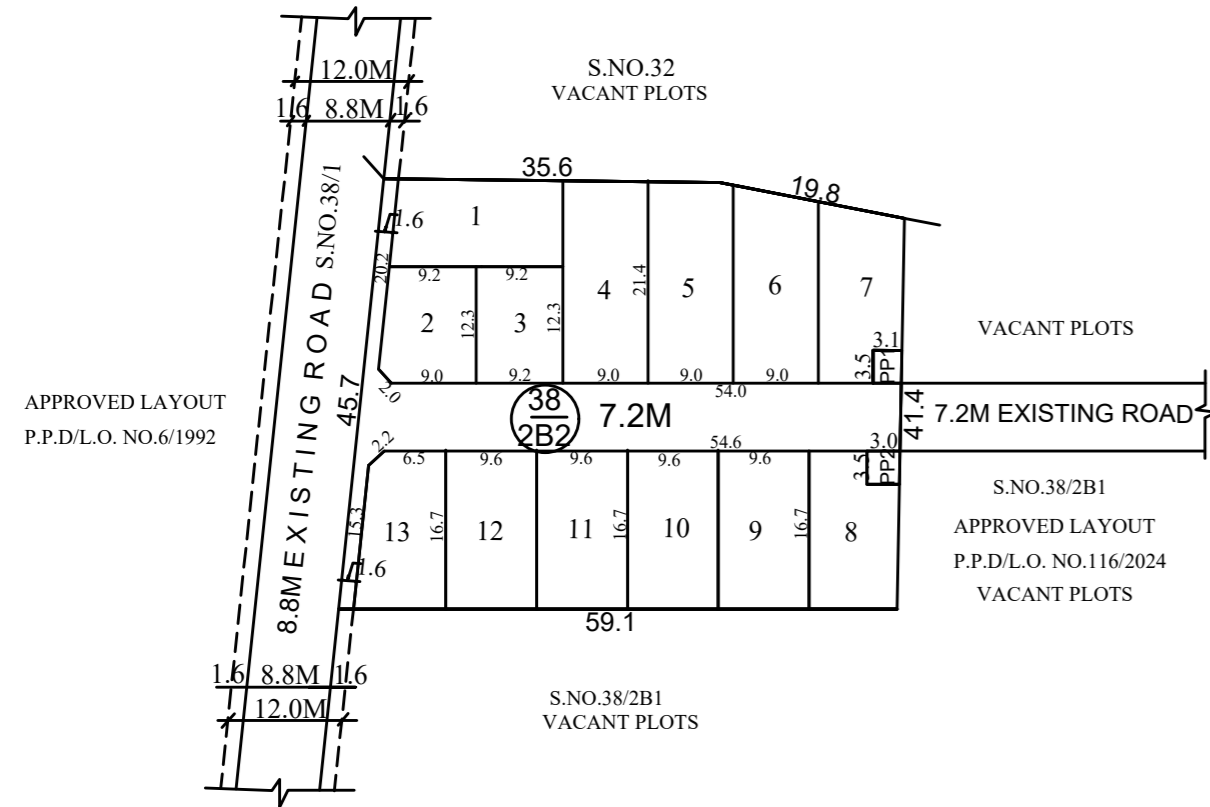 12.0M
1.6 8.8M 1.6
S.NO.32
VACANT PLOTS
35.6
19.8
1.6
1
20.2
9.2
9.2
2
12.3
3
12.3
4
21.4
5
6
7
VACANT PLOTS
3.1
3.5
PP1
8.8M EXISTING ROAD S.NO.38/1
45.7
2.0
9.0
9.2
9.0
9.0
9.0
54.0
APPROVED LAYOUT
P.P.D/L.O. NO.6/1992
38
2B2
7.2M
41.4
7.2M EXISTING ROAD
2.2
6.5
9.6
9.6
9.6
54.6
9.6
3.0
3.5
PP2
15.3
13
16.7
12
11
16.7
10
9
16.7
8
1.6
S.NO.38/2B1
APPROVED LAYOUT
P.P.D/L.O. NO.116/2024
VACANT PLOTS
59.1
1.6 8.8M 1.6
12.0M
S.NO.38/2B1
VACANT PLOTS